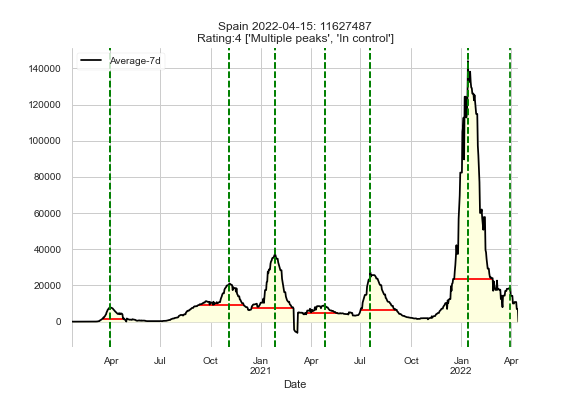 Spain 2022-04-15: 11627487
Rating:4 ['Multiple peaks', 'In control']
Average-7d
140000
120000
100000
80000
60000
40000
20000
0
Apr Jul Oct Jan Apr Jul Oct Jan Apr
2021 2022
Date